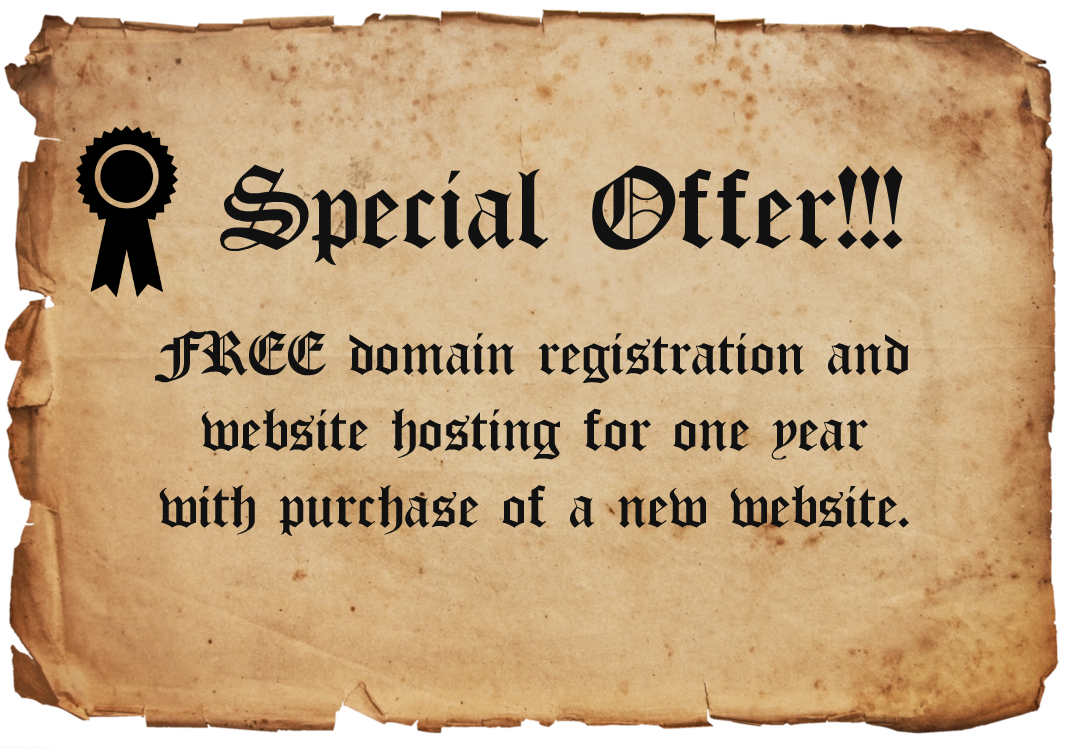 Special Offer!!!
FREE domain registration and
website hosting for one year
with purchase of a new website.